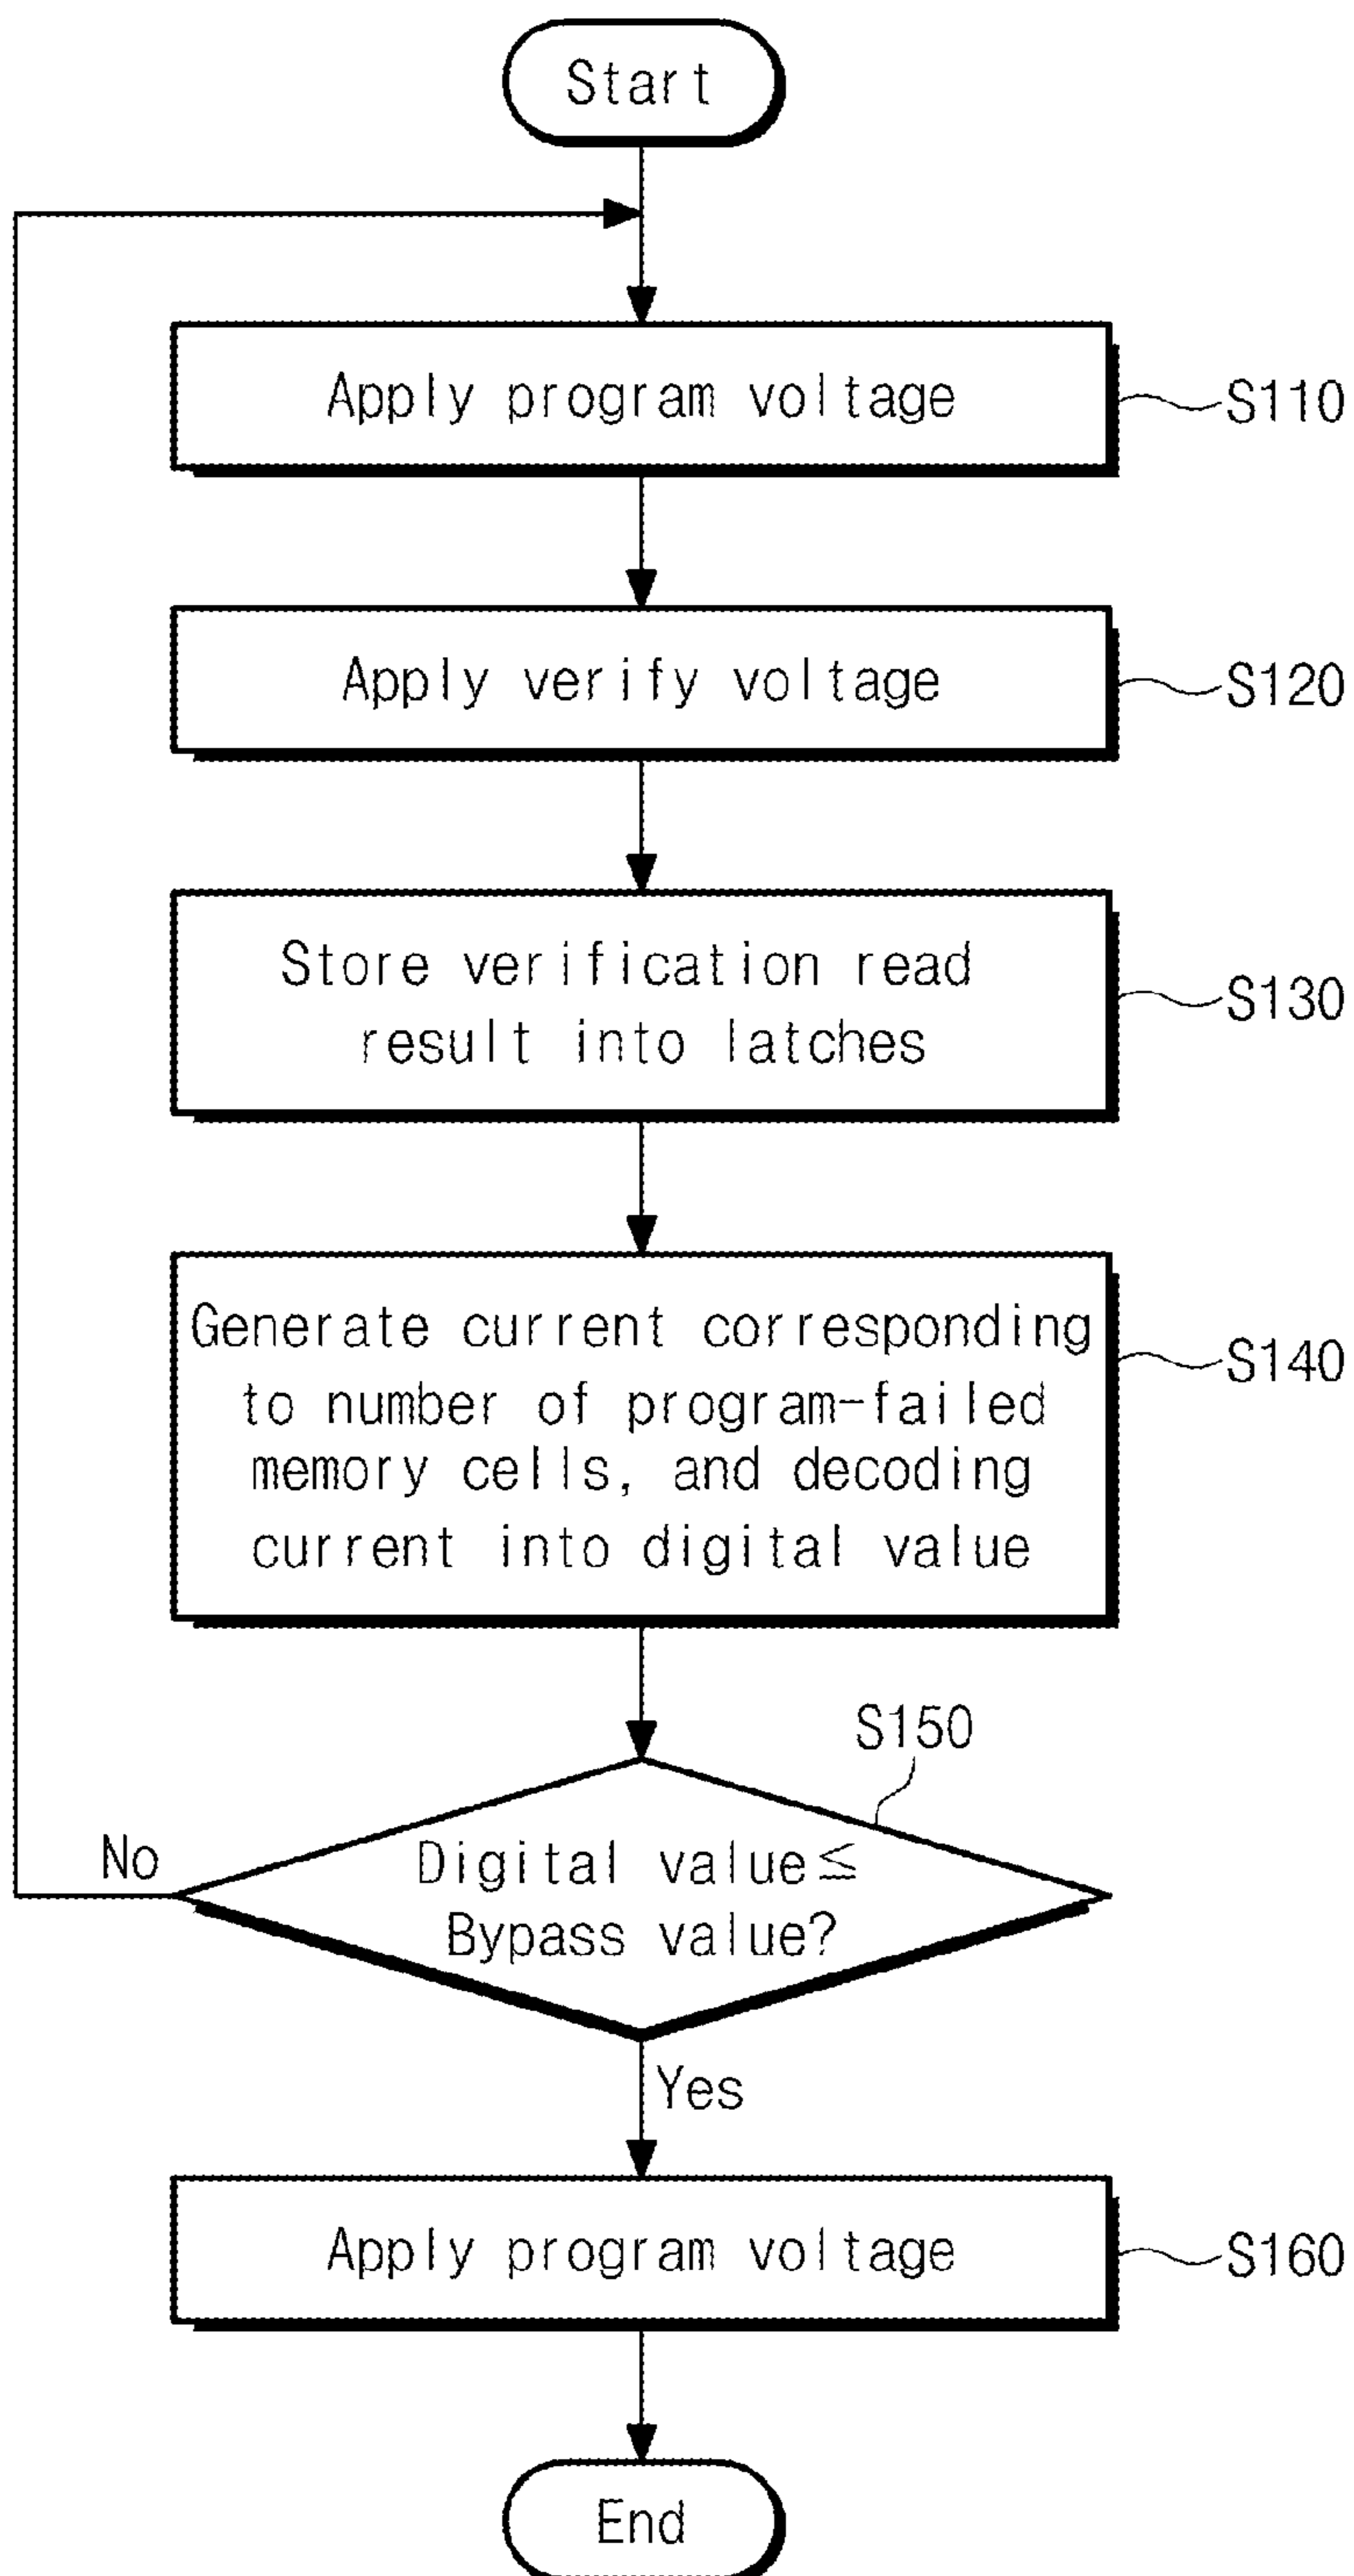 Start
Apply program voltage
S110
Apply verify voltage
S120
Store verification read
result into latches
S130
Generate current corresponding
to number of program-failed
memory cells, and decoding
current into digital value
S140
S150
Digital value≤
Bypass value?
No
Yes
Apply program voltage
S160
End